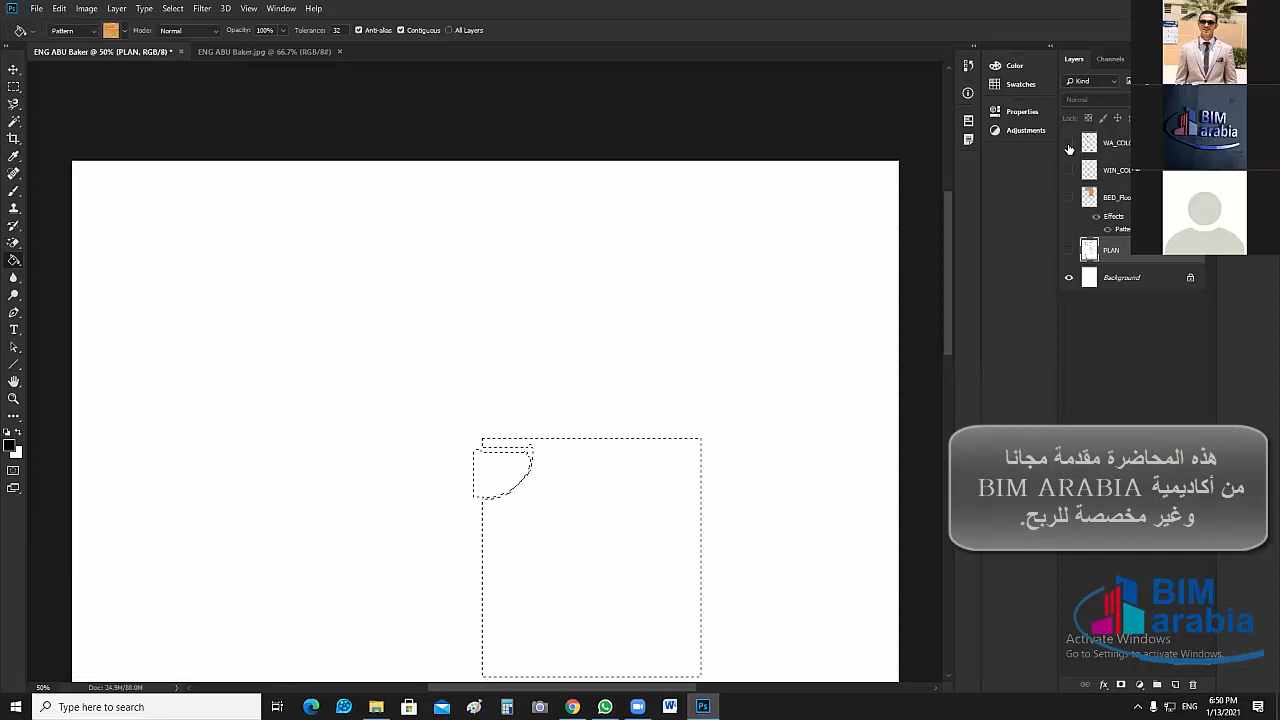 File Edit Image Layer Type Select Filter 3D View Window Help
Pattern Mode: Normal Opacity: 100% Tolerance: 32 Anti-alias Contiguous All
ENG ABU Baker @ 50% (PLAN, RGB/8) * × ENG ABU Baker.jpg @ 66.7% (RGB/8#) ×
Color
Swatches
Properties
Adjustments
Layers Channels
Kind
Normal
Lock:
WA_COLO
WIN_CO
BED_Floo
Effects
Patte
PLAN
Background
BIM
arabia
هذه المحاضرة مقدمة مجانا
من أكاديمية BIM ARABIA
وغير مخصصة للربح.
BIM
arabia
Activate Windows
Go to Settings to activate Windows.
50% Doc: 24.9M/88.0M
Type here to search
ENG
6:50 PM
1/13/2021